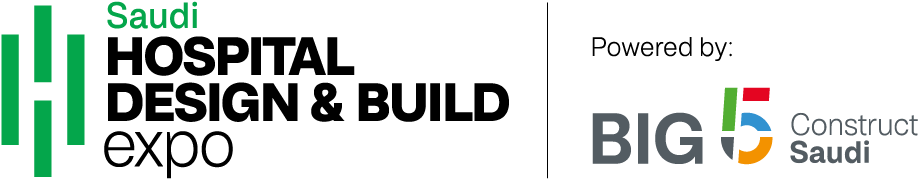 Saudi
HOSPITAL
DESIGN & BUILD
expo
Powered by:
BIG 5 Construct
Saudi